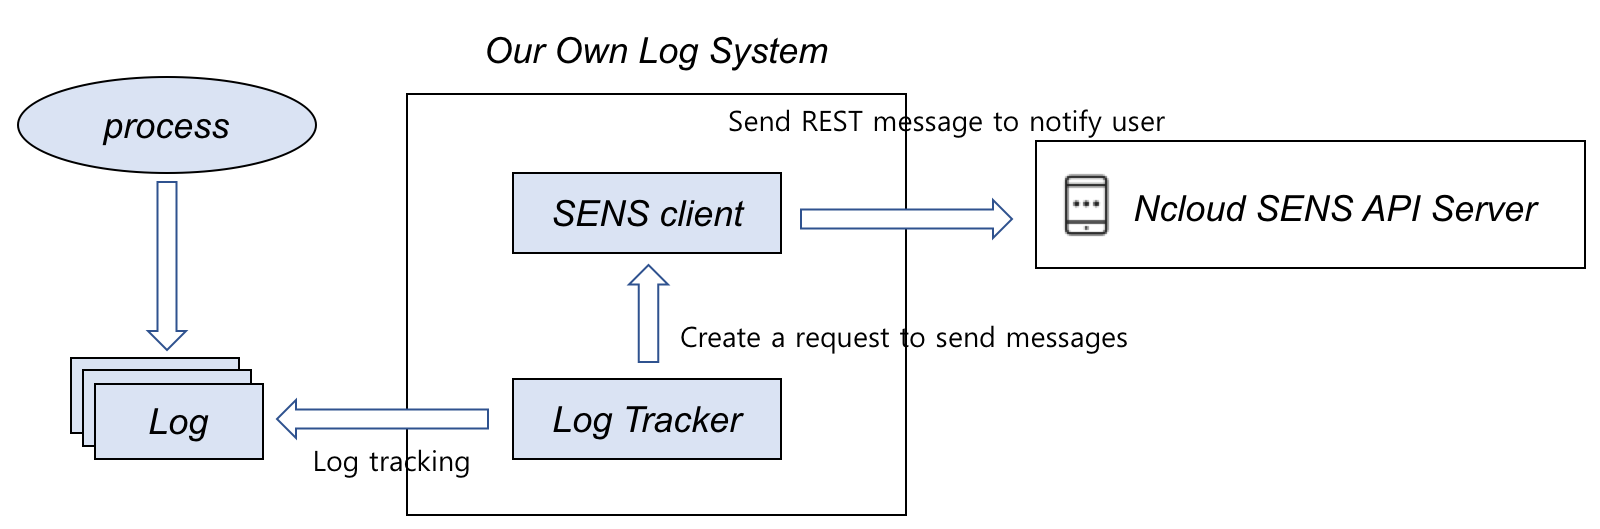 Our Own Log System
process
Send REST message to notify user
SENS client
Ncloud SENS API Server
Create a request to send messages
Log
Log Tracker
Log tracking